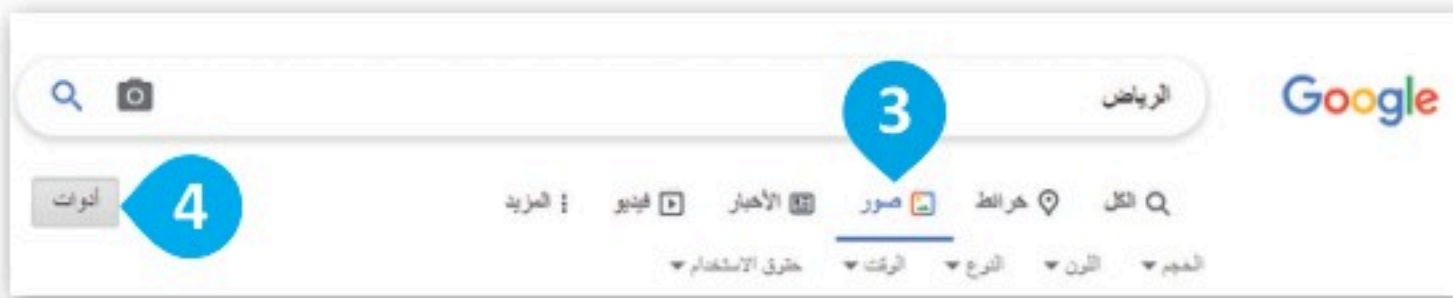 Google
الرياض
3
الكل خرائط صور الأخبار فيديو المزيد
4 أدوات
الحجم اللون النوع الوقت حقوق الاستخدام